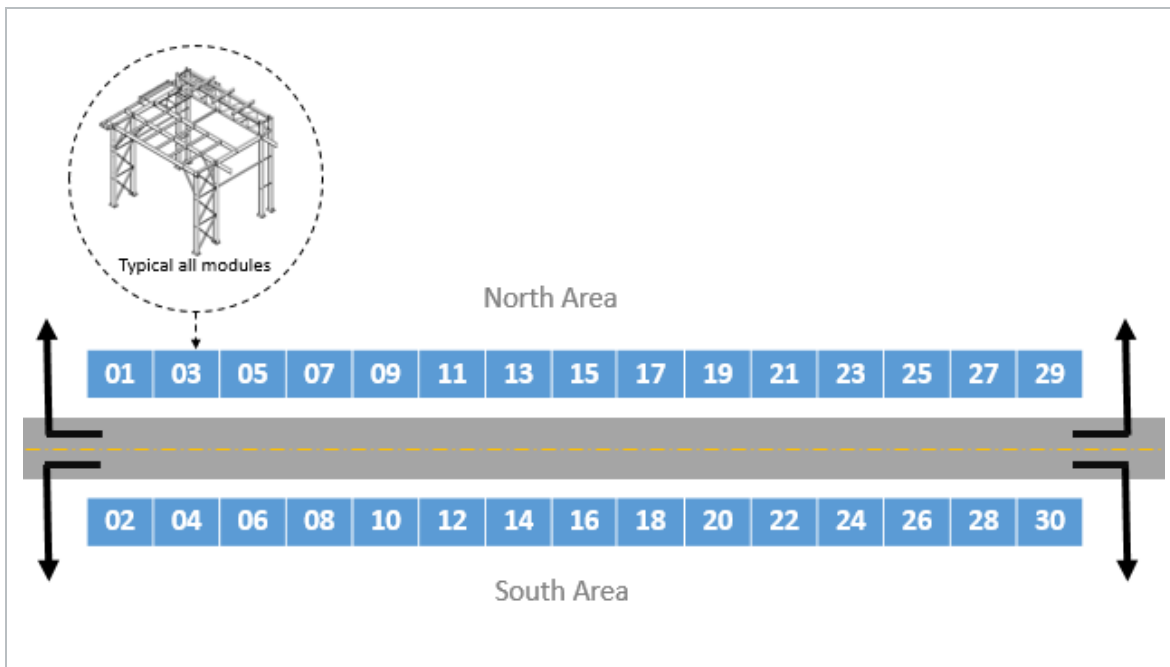 Typical all modules
North Area
01 03 05 07 09 11 13 15 17 19 21 23 25 27 29
02 04 06 08 10 12 14 16 18 20 22 24 26 28 30
South Area